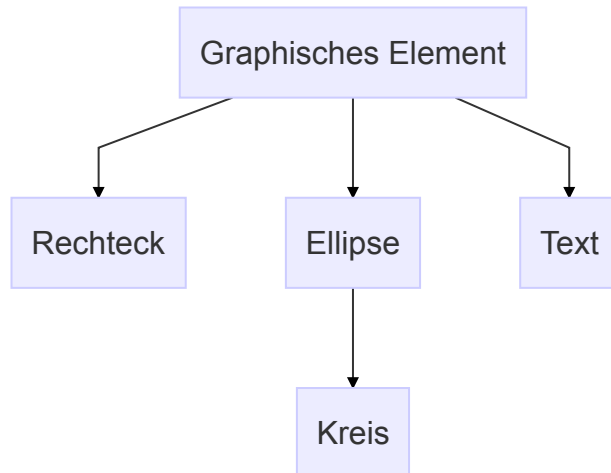 Graphisches Element
Rechteck
Ellipse
Text
Kreis